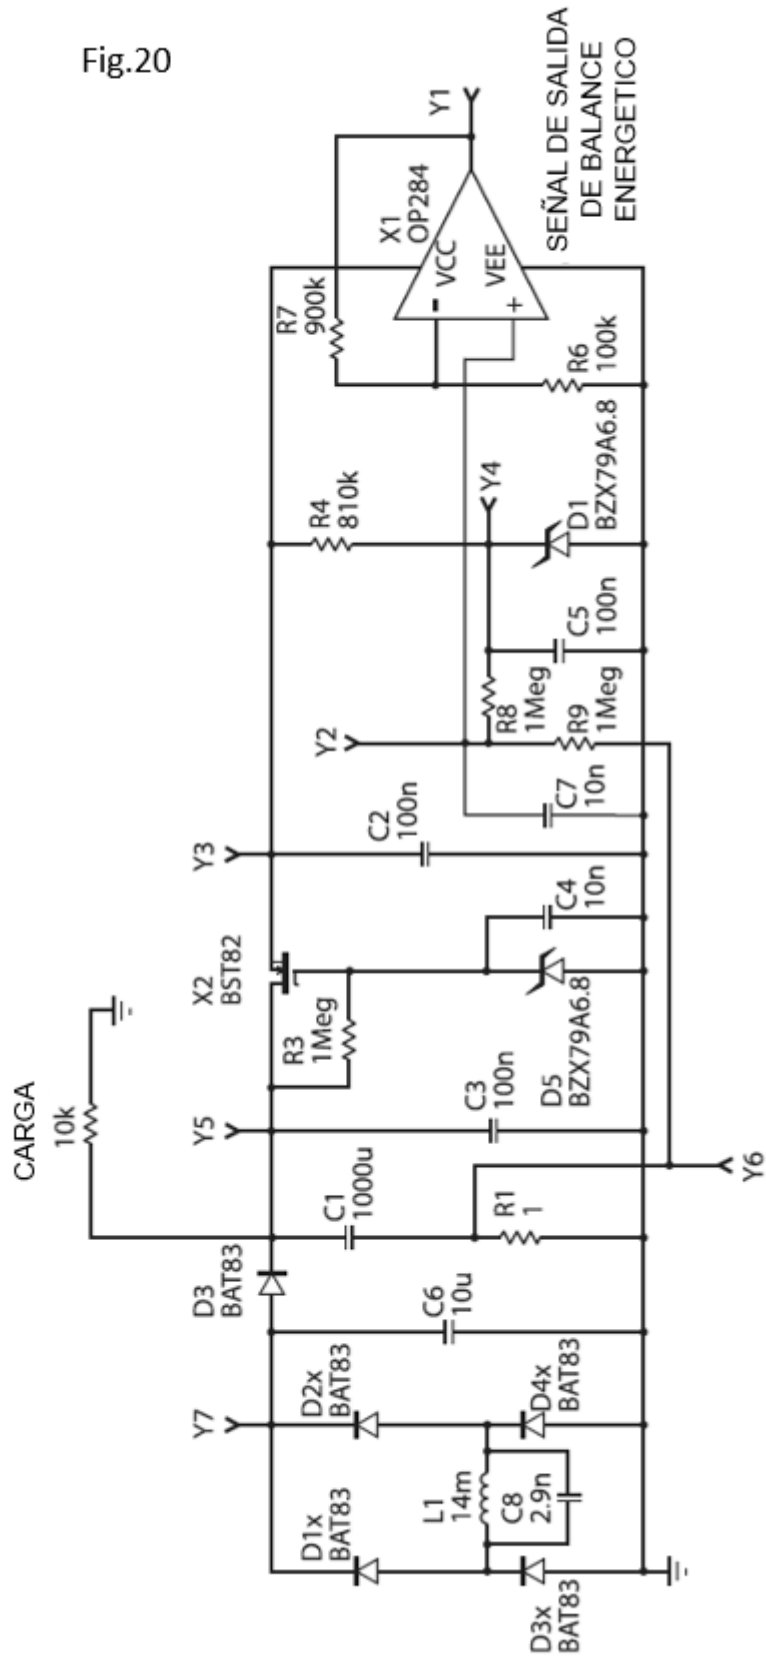 Fig.20
CARGA
10k
D1x
BAT83
Y7
D2x
BAT83
D3
BAT83
Y5
X2
BST82
Y3
Y2
R4
810k
R7
900k
X1
OP284
Y1
VCC
-
VEE
+
L1
14m
C8
2.9n
C6
10u
C1
1000u
R1
1
C3
100n
R3
1Meg
C2
100n
R8
1Meg
Y4
R6
100k
D3x
BAT83
D4x
BAT83
D5
BZX79A6.8
C4
10n
C7
10n
R9
1Meg
C5
100n
D1
BZX79A6.8
Y6
SEÑAL DE SALIDA
DE BALANCE
ENERGETICO